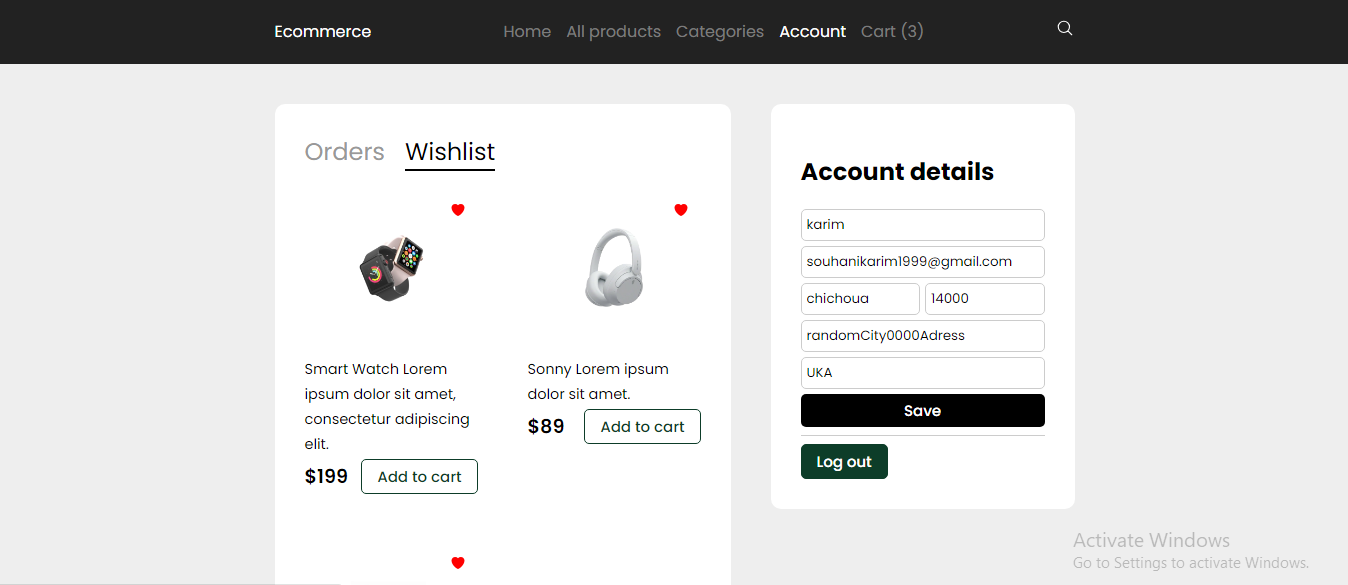 Ecommerce Home All products Categories Account Cart (3)
Orders Wishlist
Smart Watch Lorem
ipsum dolor sit amet,
consectetur adipiscing
elit.
$199 Add to cart
Sonny Lorem ipsum
dolor sit amet.
$89 Add to cart
Account details
karim
souhanikarim1999@gmail.com
chichoua 14000
randomCity0000Adress
UKA
Save
Log out
Activate Windows
Go to Settings to activate Windows.